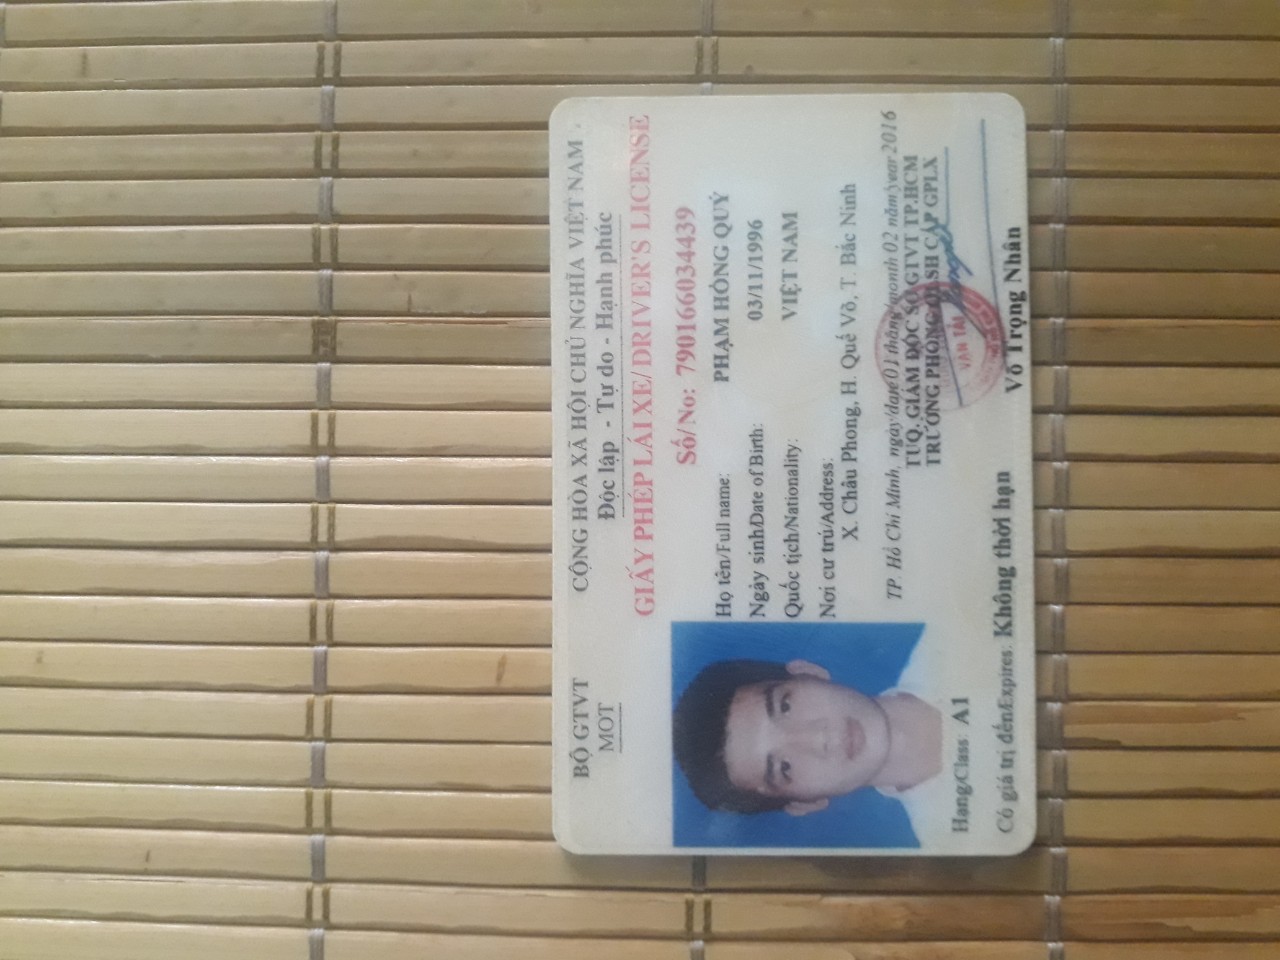 BỘ GTVT
MOT
CỘNG HÒA XÃ HỘI CHỦ NGHĨA VIỆT NAM
Độc lập - Tự do - Hạnh phúc
GIẤY PHÉP LÁI XE/ DRIVER'S LICENSE
Số/No: 790166034439
Họ tên/Full name: PHẠM HỒNG QUÝ
Ngày sinh/Date of Birth: 03/11/1996
Quốc tịch/Nationality: VIỆT NAM
Nơi cư trú/Address:
X. Châu Phong, H. Quế Võ, T. Bắc Ninh
TP. Hồ Chí Minh, ngày/date 01 tháng/month 02 năm/year 2016
TUQ. GIÁM ĐỐC SỞ GTVT TP.HCM
TRƯỞNG PHÒNG QLSH CẤP GPLX
VẬN TẢI
Võ Trọng Nhân
Hạng/Class: A1
Có giá trị đến/Expires: Không thời hạn